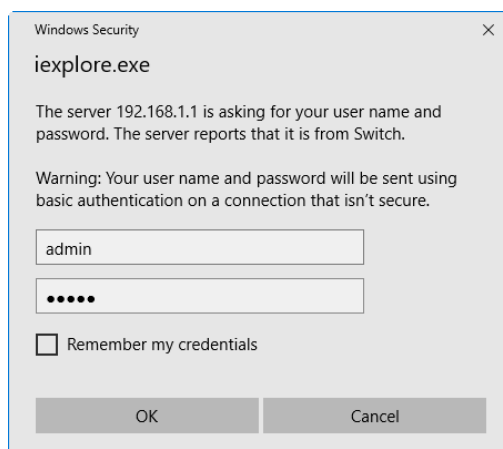 Windows Security
iexplore.exe
The server 192.168.1.1 is asking for your user name and
password. The server reports that it is from Switch.
Warning: Your user name and password will be sent using
basic authentication on a connection that isn’t secure.
admin
•••••
Remember my credentials
OK
Cancel